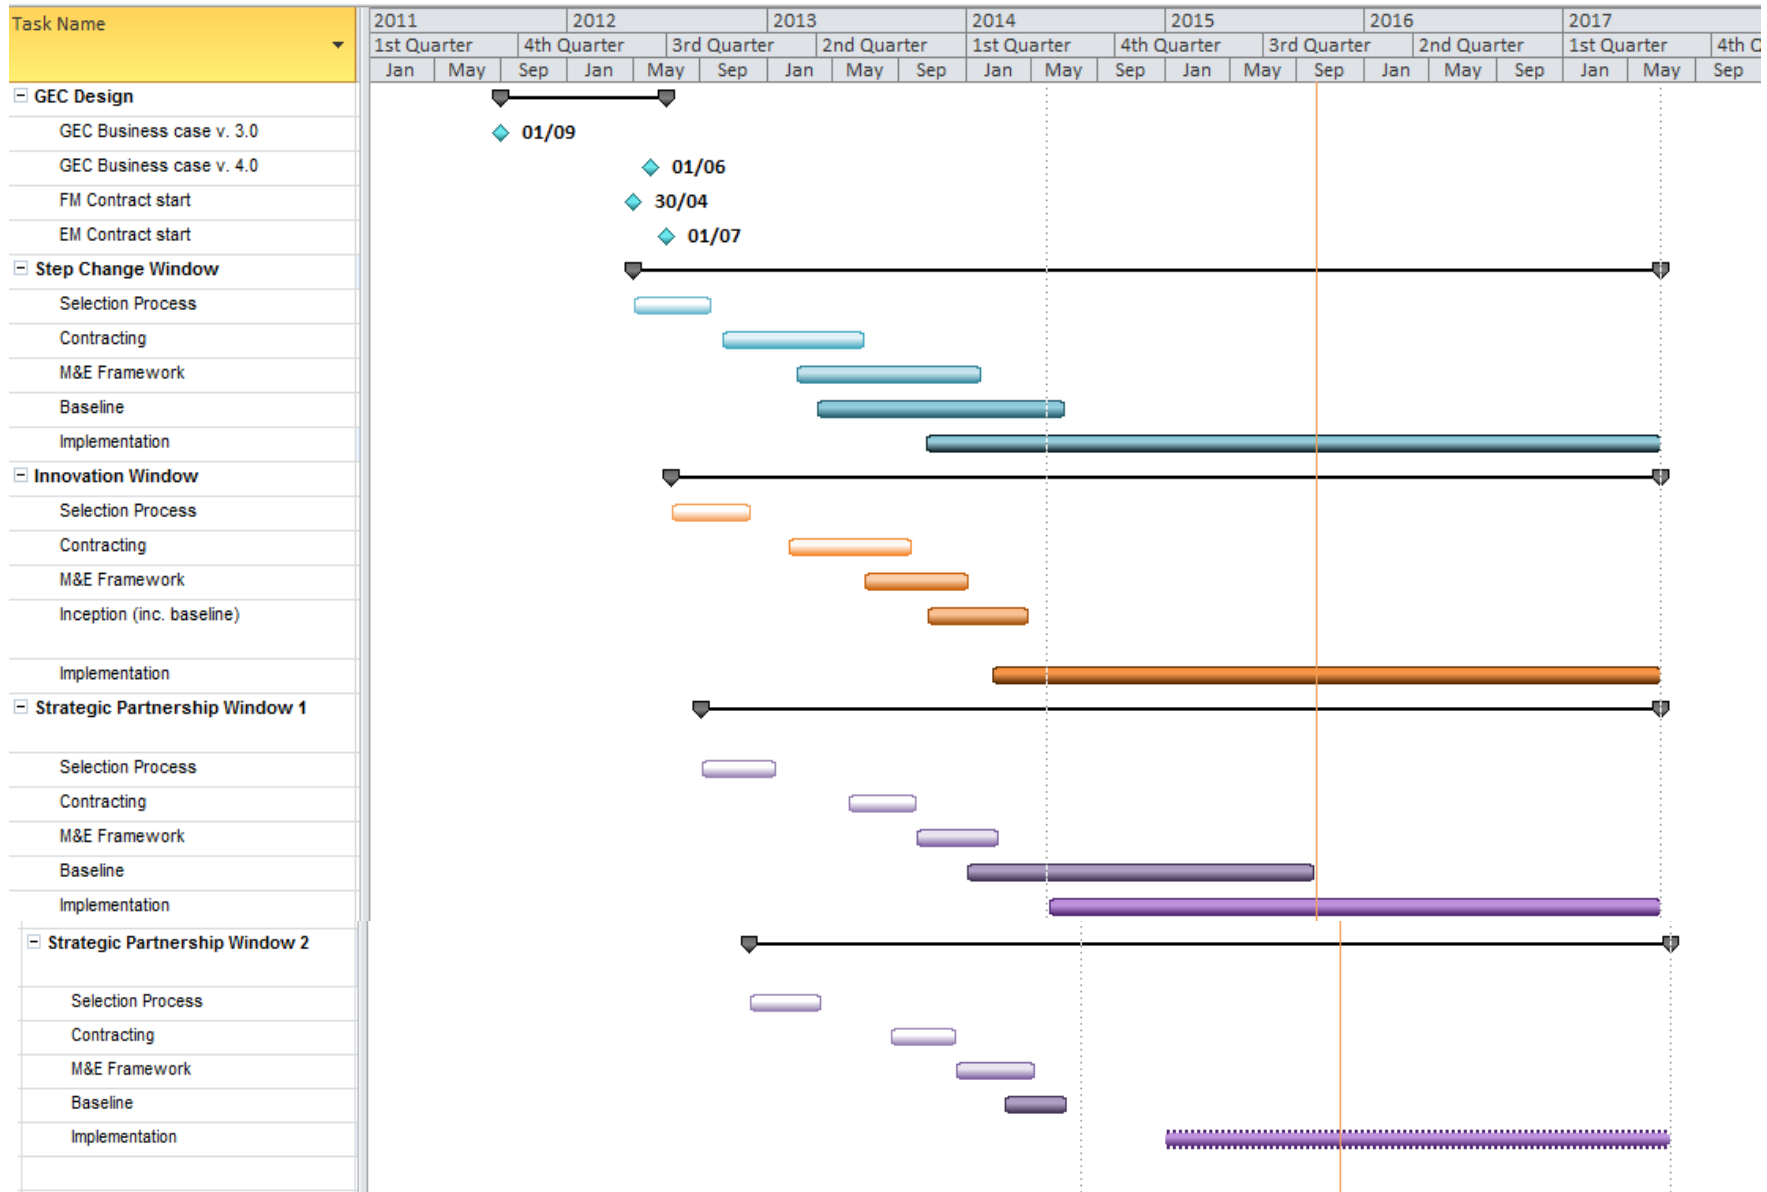 Task Name
2011 2012 2013 2014 2015 2016 2017
1st Quarter 4th Quarter 3rd Quarter 2nd Quarter 1st Quarter 4th Quarter 3rd Quarter 2nd Quarter 1st Quarter 4th Q
Jan May Sep Jan May Sep Jan May Sep Jan May Sep Jan May Sep Jan May Sep Jan May Sep
GEC Design
GEC Business case v. 3.0 01/09
GEC Business case v. 4.0 01/06
FM Contract start 30/04
EM Contract start 01/07
Step Change Window
Selection Process
Contracting
M&E Framework
Baseline
Implementation
Innovation Window
Selection Process
Contracting
M&E Framework
Inception (inc. baseline)
Implementation
Strategic Partnership Window 1
Selection Process
Contracting
M&E Framework
Baseline
Implementation
Strategic Partnership Window 2
Selection Process
Contracting
M&E Framework
Baseline
Implementation